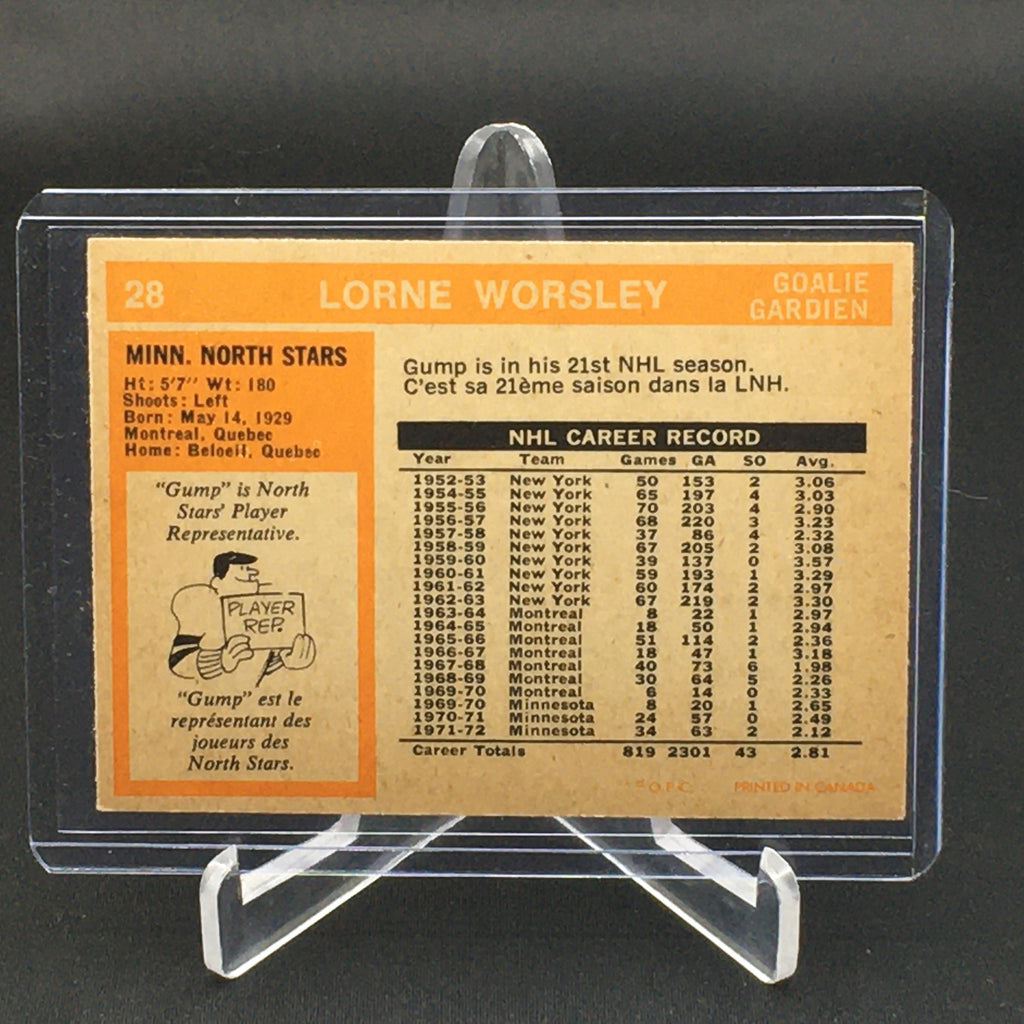 28 LORNE WORSLEY GOALIE
GARDIEN
MINN. NORTH STARS
Ht: 5'7" Wt: 180
Shoots: Left
Born: May 14, 1929
Montreal, Quebec
Home: Beloeil, Quebec
"Gump" is North
Stars' Player
Representative.
PLAYER
REP.
"Gump" est le
représentant des
joueurs des
North Stars.
Gump is in his 21st NHL season.
C'est sa 21ème saison dans la LNH.
NHL CAREER RECORD
Year Team Games GA SO Avg.
1952-53 New York 50 153 2 3.06
1954-55 New York 65 197 4 3.03
1955-56 New York 70 203 4 2.90
1956-57 New York 68 220 3 3.23
1957-58 New York 37 86 4 2.32
1958-59 New York 67 205 2 3.08
1959-60 New York 39 137 0 3.57
1960-61 New York 59 193 1 3.29
1961-62 New York 60 174 2 2.97
1962-63 New York 67 219 2 3.30
1963-64 Montreal 8 22 1 2.97
1964-65 Montreal 18 50 1 2.94
1965-66 Montreal 51 114 2 2.36
1966-67 Montreal 18 47 1 3.18
1967-68 Montreal 40 73 6 1.98
1968-69 Montreal 30 64 5 2.26
1969-70 Montreal 6 14 0 2.33
1969-70 Minnesota 8 20 1 2.65
1970-71 Minnesota 24 57 0 2.49
1971-72 Minnesota 34 63 2 2.12
Career Totals 819 2301 43 2.81
O.P.C. PRINTED IN CANADA